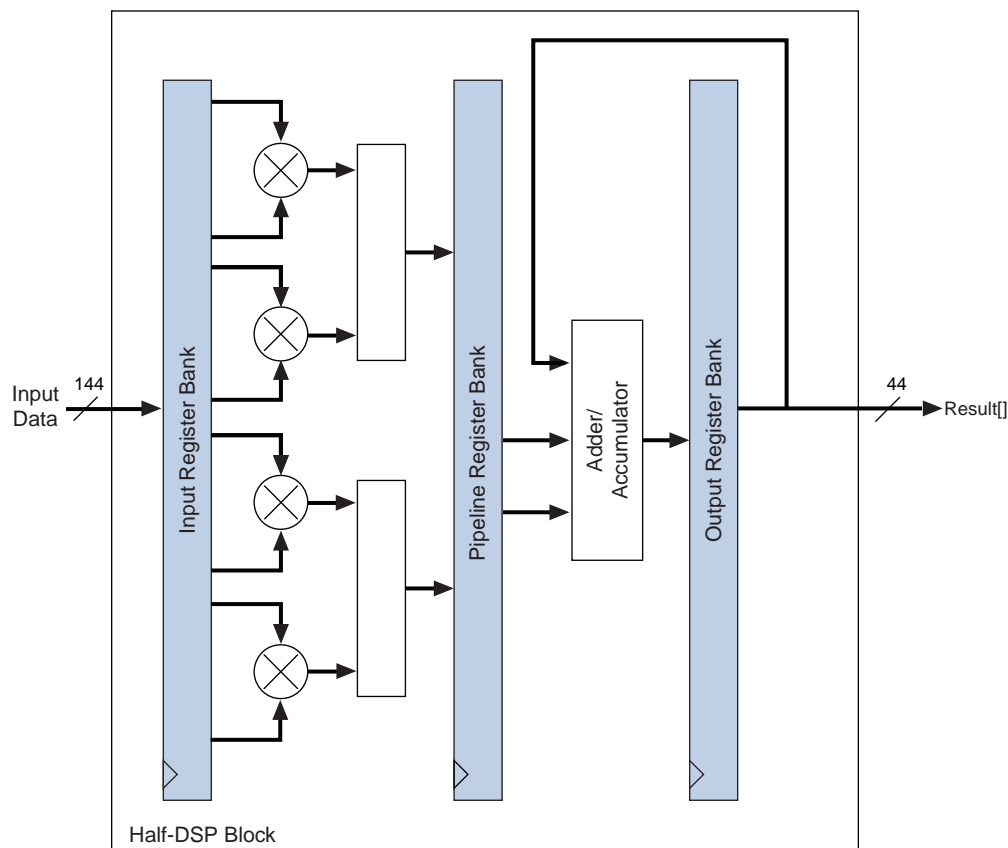 Input
Data
144
Input Register Bank
Pipeline Register Bank
Adder/
Accumulator
Output Register Bank
44
Result[]
Half-DSP Block